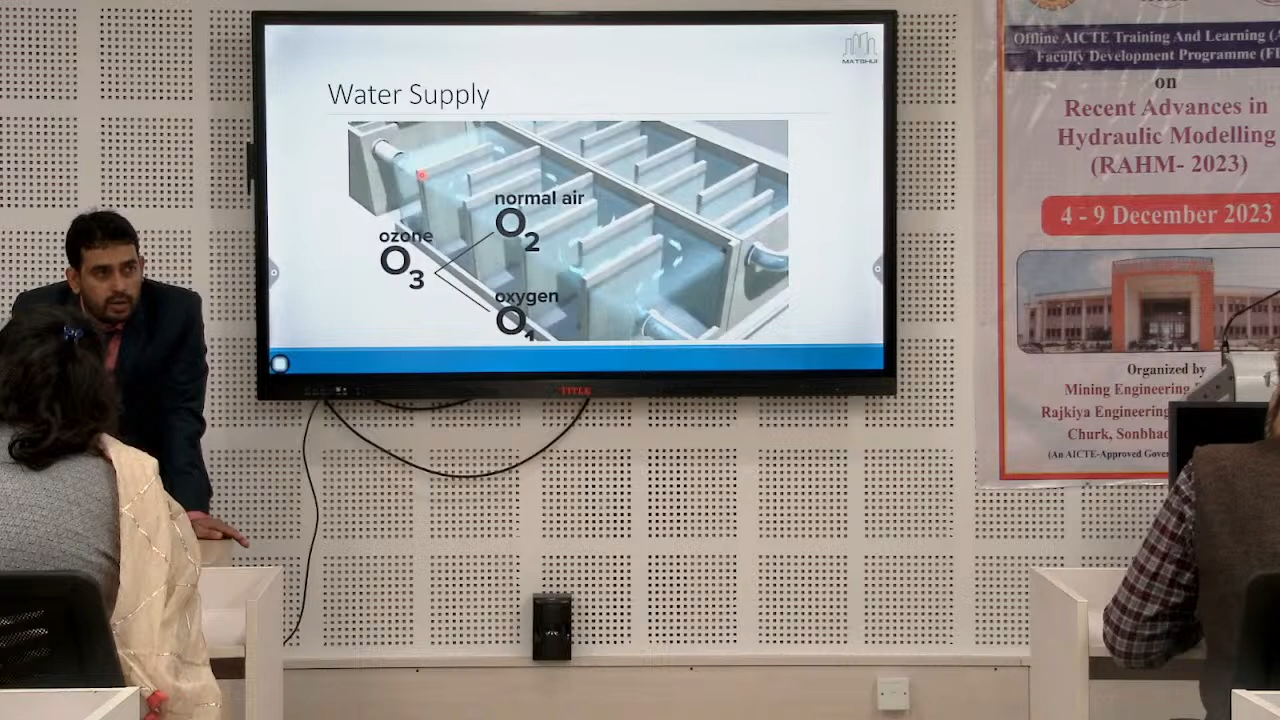 MATSHUI
Water Supply
normal air
O2
ozone
O3
oxygen
O1
TITLE
Offline AICTE Training And Learning
Faculty Development Programme
on
Recent Advances in
Hydraulic Modelling
(RAHM- 2023)
4 - 9 December 2023
Organized by
Mining Engineering
Rajkiya Engineering
Churk,
(An AICTE-Approved